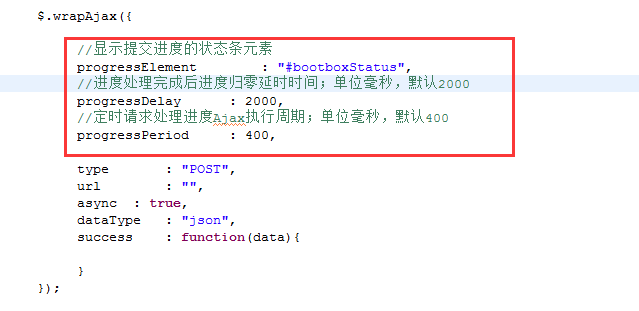 $.wrapAjax({
//显示提交进度的状态条元素
progressElement : "#bootboxStatus",
//进度处理完成后进度归零延时时间；单位毫秒，默认2000
progressDelay : 2000,
//定时请求处理进度Ajax执行周期；单位毫秒，默认400
progressPeriod : 400,
type : "POST",
url : "",
async : true,
dataType : "json",
success : function(data){
}
});